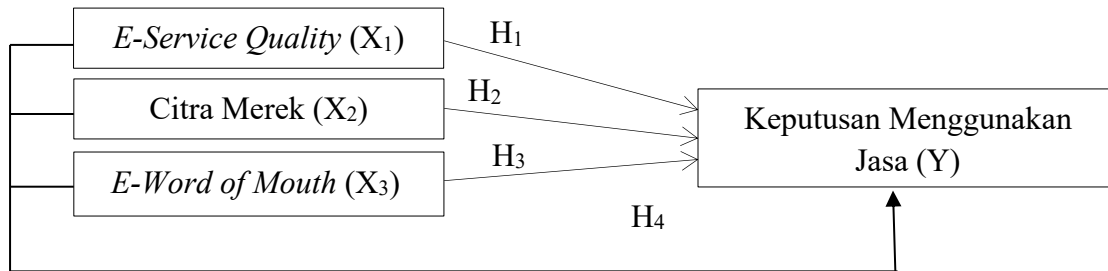 E-Service Quality (X₁)
H₁
Citra Merek (X₂)
H₂
E-Word of Mouth (X₃)
H₃
Keputusan Menggunakan
Jasa (Y)
H₄